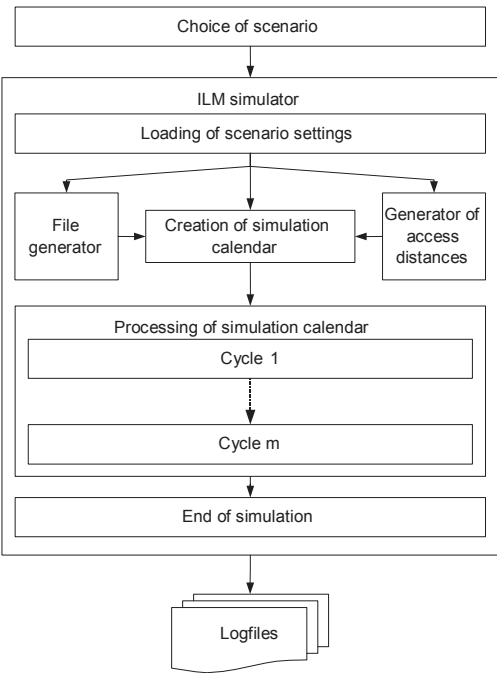 Choice of scenario
ILM simulator
Loading of scenario settings
File
generator
Creation of simulation
calendar
Generator of
access
distances
Processing of simulation calendar
Cycle 1
Cycle m
End of simulation
Logfiles